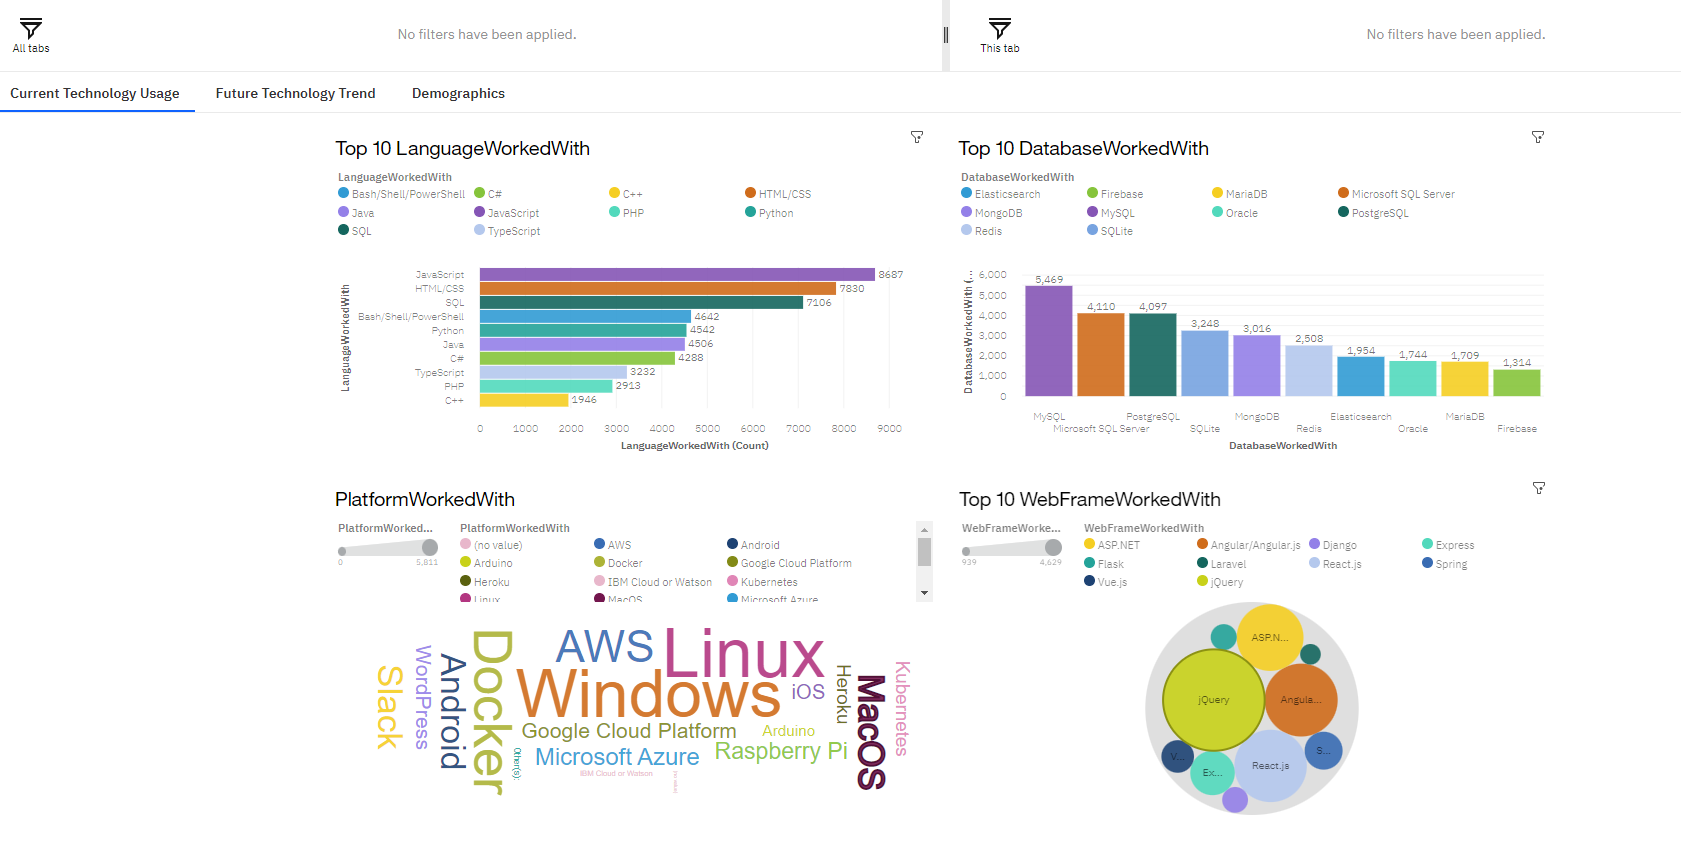 All tabs
No filters have been applied.
This tab
No filters have been applied.
Current Technology Usage Future Technology Trend Demographics
Top 10 LanguageWorkedWith
LanguageWorkedWith
Bash/Shell/PowerShell C# C++ HTML/CSS
Java JavaScript PHP Python
SQL TypeScript
LanguageWorkedWith
JavaScript 8687
HTML/CSS 7830
SQL 7106
Bash/Shell/PowerShell 4642
Python 4542
Java 4506
C# 4288
TypeScript 3232
PHP 2913
C++ 1946
0 1000 2000 3000 4000 5000 6000 7000 8000 9000
LanguageWorkedWith (Count)
Top 10 DatabaseWorkedWith
DatabaseWorkedWith
Elasticsearch Firebase MariaDB Microsoft SQL Server
MongoDB MySQL Oracle PostgreSQL
Redis SQLite
DatabaseWorkedWith (...
6,000
5,000
4,000
3,000
2,000
1,000
0
5,469 4,110 4,097 3,248 3,016 2,508 1,954 1,744 1,709 1,314
MySQL PostgreSQL MongoDB Elasticsearch MariaDB
Microsoft SQL Server SQLite Redis Oracle Firebase
DatabaseWorkedWith
PlatformWorkedWith
PlatformWorked...
0 5,811
PlatformWorkedWith
(no value) AWS Android
Arduino Docker Google Cloud Platform
Heroku IBM Cloud or Watson Kubernetes
Linux MacOS Microsoft Azure
Slack
WordPress
Android
Docker
AWS
Linux
Windows
iOS
Heroku
MacOS
Kubernetes
Google Cloud Platform
Arduino
Microsoft Azure
Raspberry Pi
Other(s):
IBM Cloud or Watson
(no value)
Top 10 WebFrameWorkedWith
WebFrameWorke...
939 4,629
WebFrameWorkedWith
ASP.NET Angular/Angular.js Django Express
Flask Laravel React.js Spring
Vue.js jQuery
ASP.N...
jQuery
Angula...
V...
Ex...
React.js
S...